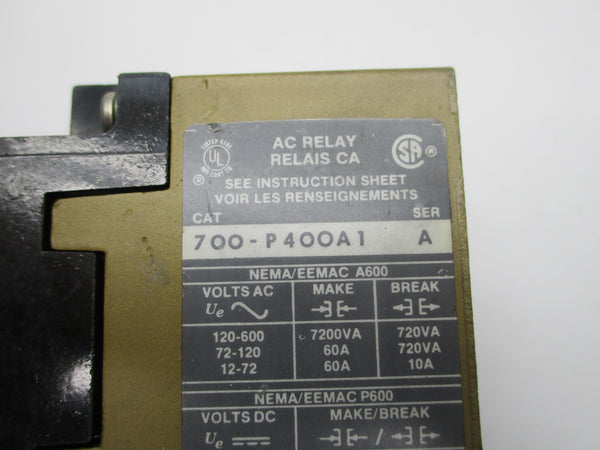 AC RELAY
RELAIS CA
UL ®
SA ®
SEE INSTRUCTION SHEET
VOIR LES RENSEIGNEMENTS
CAT SER
700-P400A1 A
NEMA/EEMAC A600
VOLTS AC MAKE BREAK
Ue
120-600 7200VA 720VA
72-120 60A 720VA
12-72 60A 10A
NEMA/EEMAC P600
VOLTS DC MAKE/BREAK
Ue /